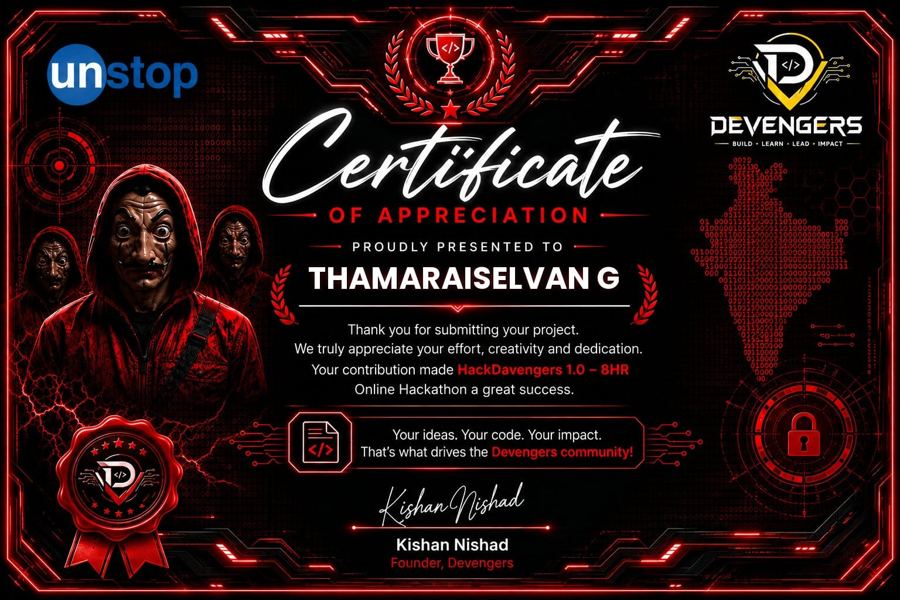 unstop
</>
D
</>
DEVENGERS
BUILD • LEARN • LEAD • IMPACT
Certificate
OF APPRECIATION
PROUDLY PRESENTED TO
THAMARAISELVAN G
Thank you for submitting your project.
We truly appreciate your effort, creativity and dedication.
Your contribution made HackDavengers 1.0 – 8HR
Online Hackathon a great success.
</>
Your ideas. Your code. Your impact.
That's what drives the Devengers community!
D
</>
Kishan Nishad
Kishan Nishad
Founder, Devengers